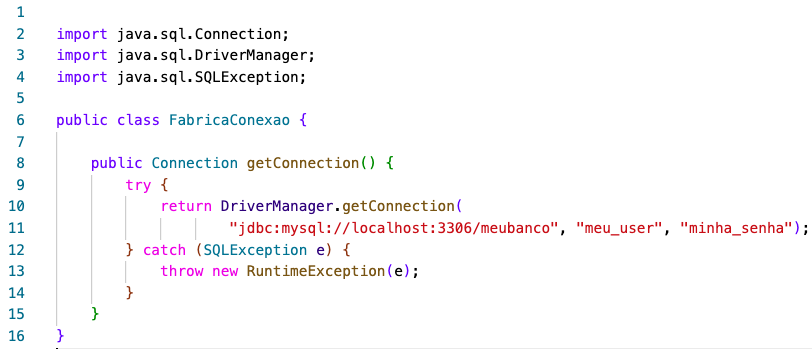 1
2 import java.sql.Connection;
3 import java.sql.DriverManager;
4 import java.sql.SQLException;
5
6 public class FabricaConexao {
7
8     public Connection getConnection() {
9         try {
10             return DriverManager.getConnection(
11                     "jdbc:mysql://localhost:3306/meubanco", "meu_user", "minha_senha");
12         } catch (SQLException e) {
13             throw new RuntimeException(e);
14         }
15     }
16 }